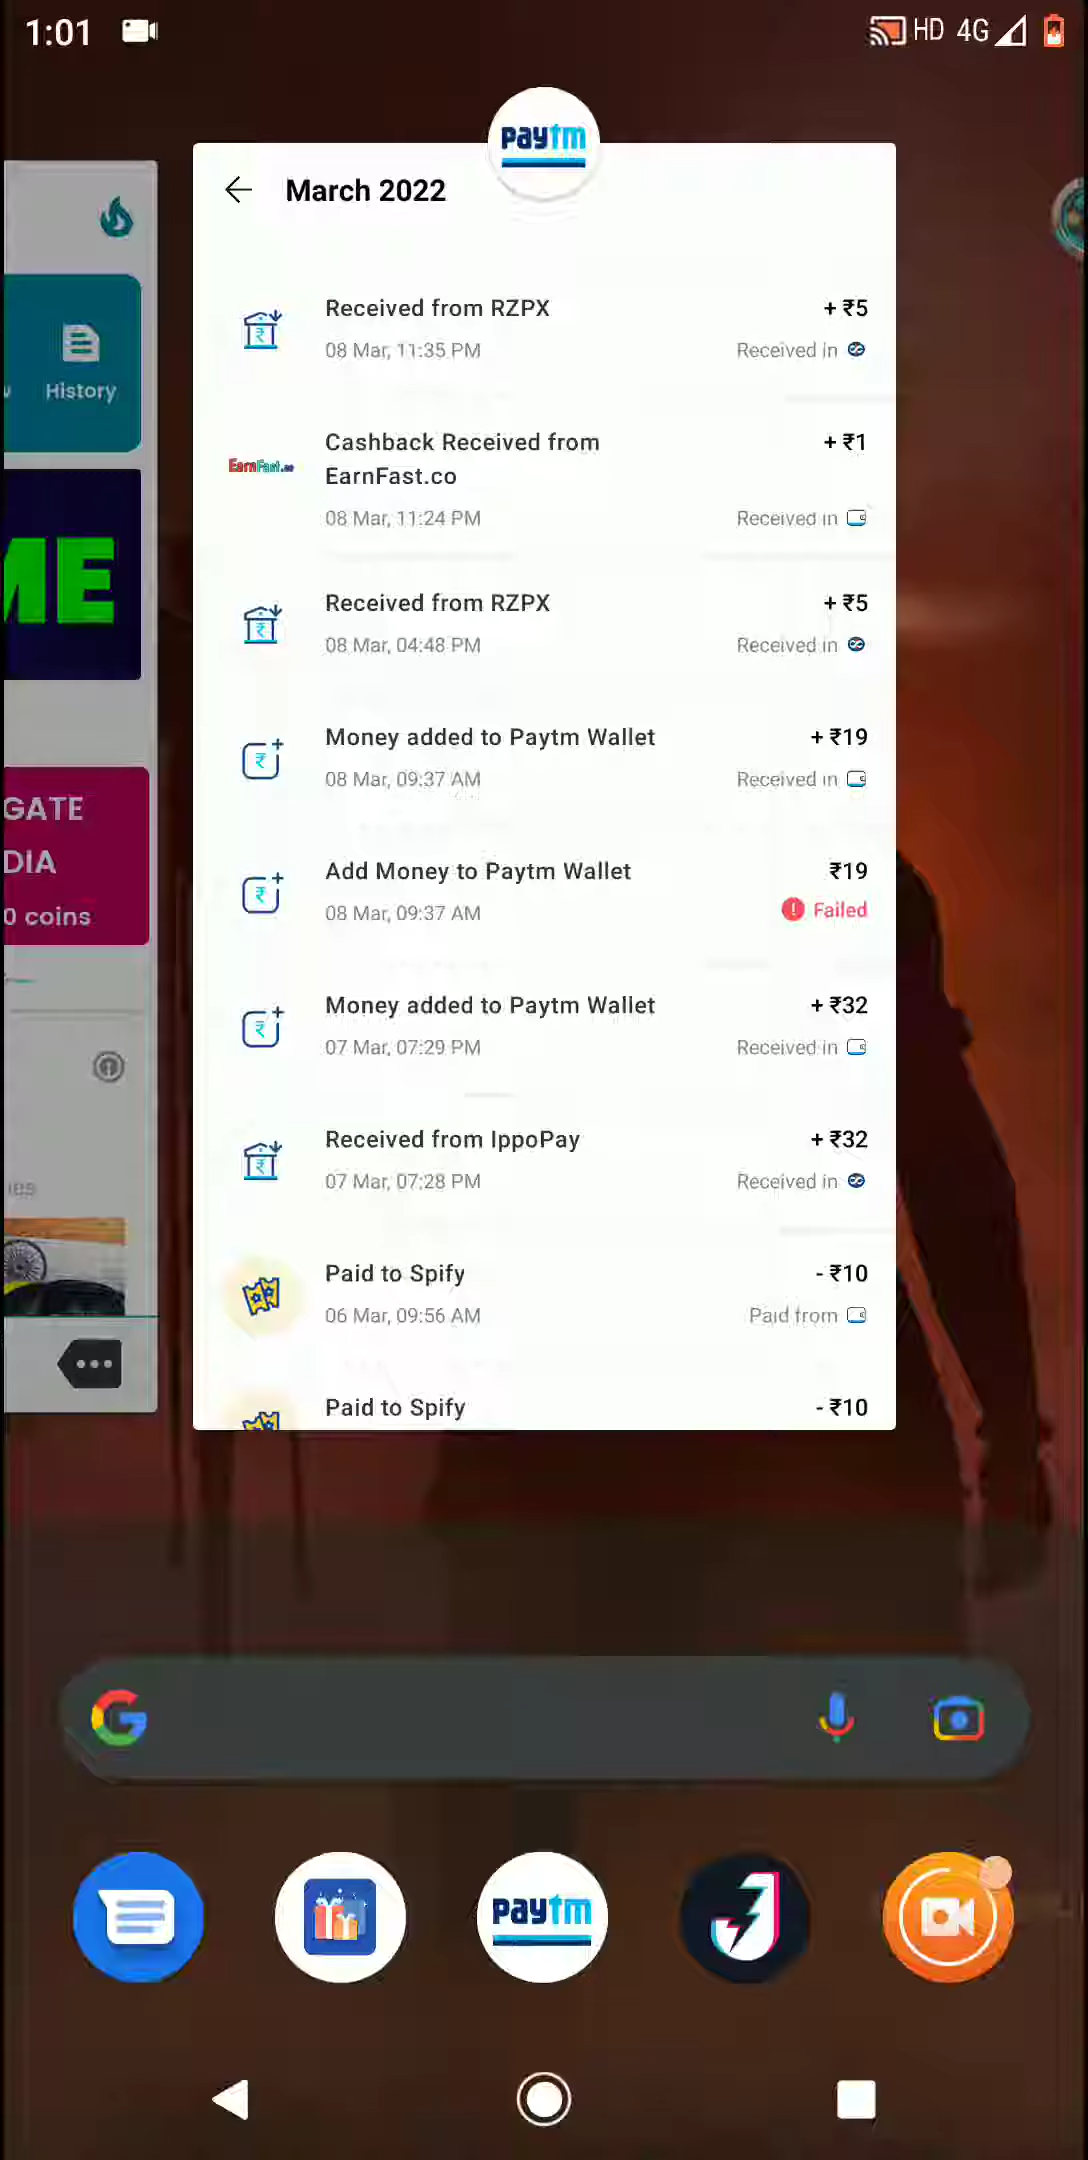 1:01
HD 4G
paytm
March 2022
Received from RZPX
+ ₹5
08 Mar, 11:35 PM
Received in
Cashback Received from
EarnFast.co
+ ₹1
EarnFast.co
08 Mar, 11:24 PM
Received in
Received from RZPX
+ ₹5
08 Mar, 04:48 PM
Received in
Money added to Paytm Wallet
+ ₹19
08 Mar, 09:37 AM
Received in
Add Money to Paytm Wallet
₹19
08 Mar, 09:37 AM
Failed
Money added to Paytm Wallet
+ ₹32
07 Mar, 07:29 PM
Received in
Received from IppoPay
+ ₹32
07 Mar, 07:28 PM
Received in
Paid to Spify
- ₹10
06 Mar, 09:56 AM
Paid from
Paid to Spify
- ₹10
History
ME
GATE
DIA
0 coins
ies
paytm